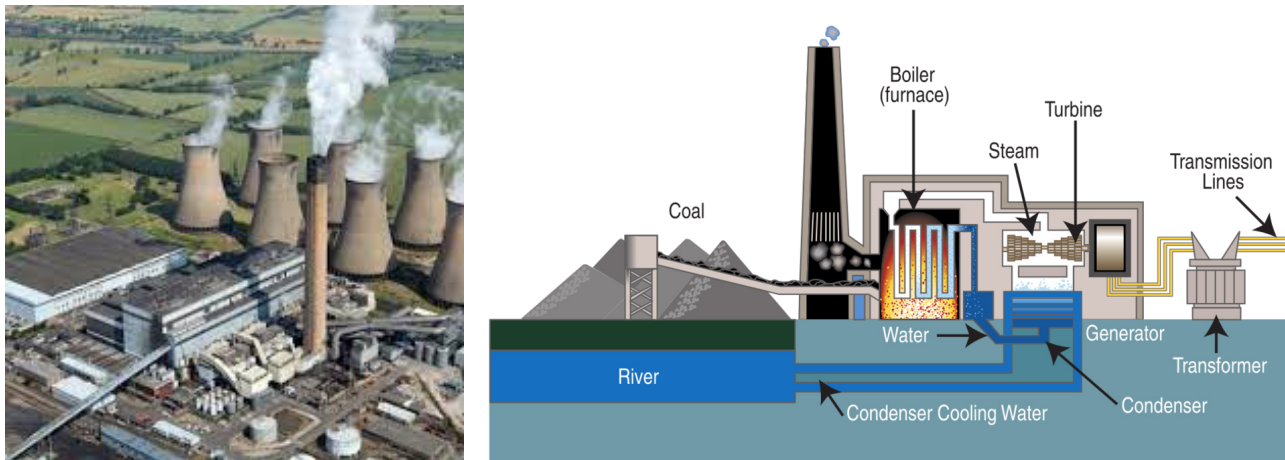 Boiler
(furnace)
Turbine
Steam
Transmission
Lines
Coal
Water
Generator
River
Transformer
Condenser Cooling Water
Condenser